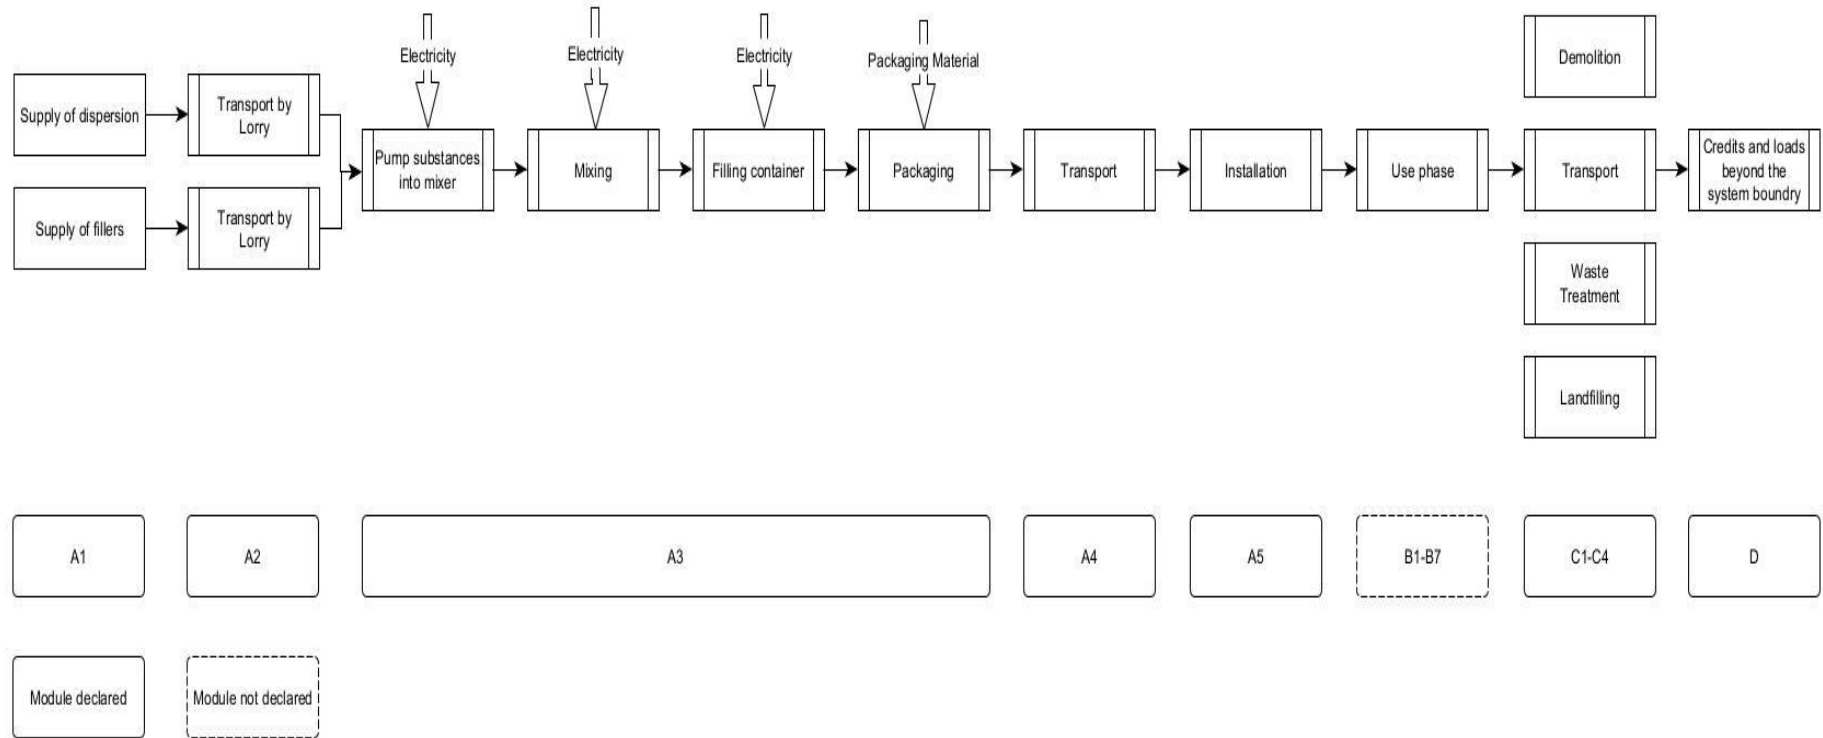 Electricity
Electricity
Electricity
Packaging Material
Demolition
Supply of dispersion
Transport by
Lorry
Pump substances
into mixer
Mixing
Filling container
Packaging
Transport
Installation
Use phase
Transport
Credits and loads
beyond the
system boundry
Supply of fillers
Transport by
Lorry
Waste
Treatment
Landfilling
A1
A2
A3
A4
A5
B1-B7
C1-C4
D
Module declared
Module not declared